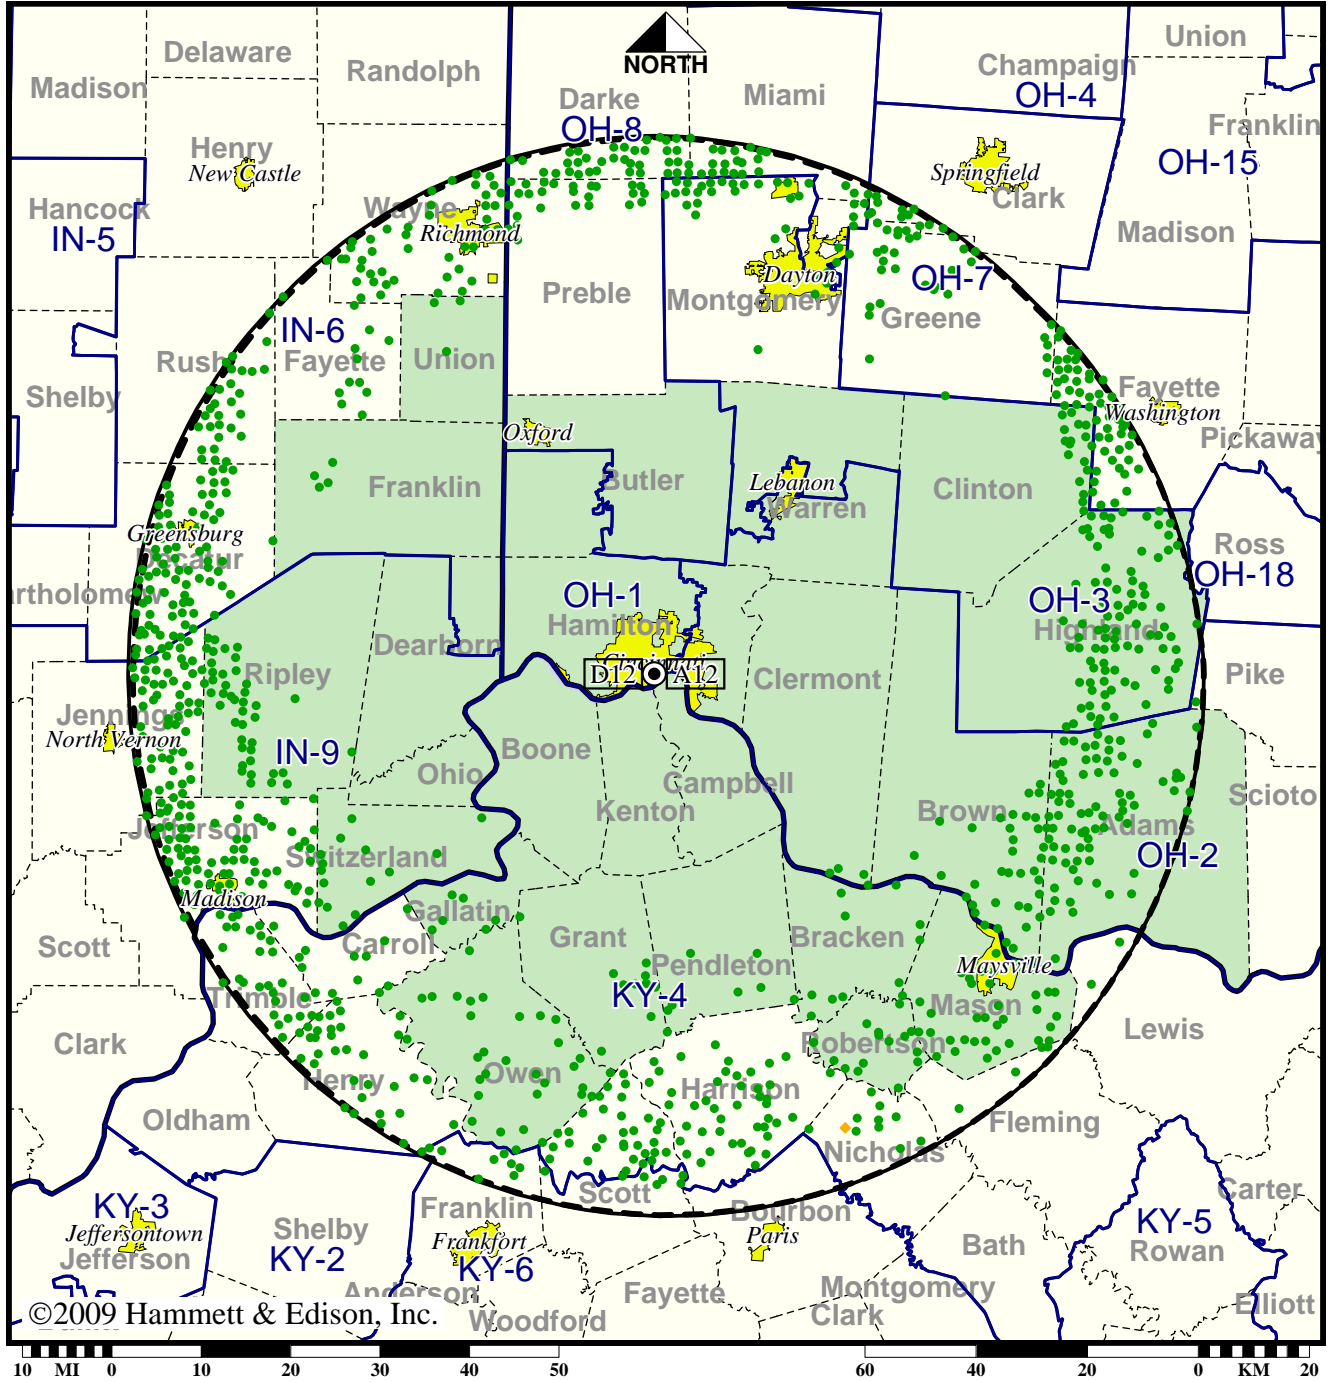 NORTH
Delaware
Randolph
Madison
Darke
Miami
Champaign
Union
OH-8
OH-4
Henry
New Castle
Franklin
OH-15
Springfield
Clark
Hancock
IN-5
Wayne
Richmond
Madison
Dayton
OH-7
Preble
Montgomery
Greene
IN-6
Rush
Fayette
Union
Shelby
Fayette
Washington
Oxford
Pickaway
Franklin
Butler
Lebanon
Warren
Clinton
Greensburg
Decatur
Ross
OH-18
OH-1
OH-3
Hamilton
Highland
Dearborn
Cincinnati
D12
A12
Ripley
Clermont
Pike
Jennings
North Vernon
IN-9
Boone
Ohio
Campbell
Kenton
Brown
Scioto
Adams
OH-2
Jefferson
Switzerland
Madison
Gallatin
Carroll
Grant
Bracken
Scott
Pendleton
Maysville
KY-4
Trimble
Mason
Clark
Robertson
Lewis
Henry
Owen
Harrison
Oldham
Fleming
Nicholas
Scott
Carter
KY-3
Jeffersontown
Jefferson
Shelby
KY-2
Franklin
Frankfort
KY-6
Bourbon
Paris
KY-5
Rowan
Bath
Anderson
Fayette
Montgomery
Clark
Elliott
Woodford
©2009 Hammett & Edison, Inc.
10 MI 0 10 20 30 40 50 60 40 20 0 KM 20